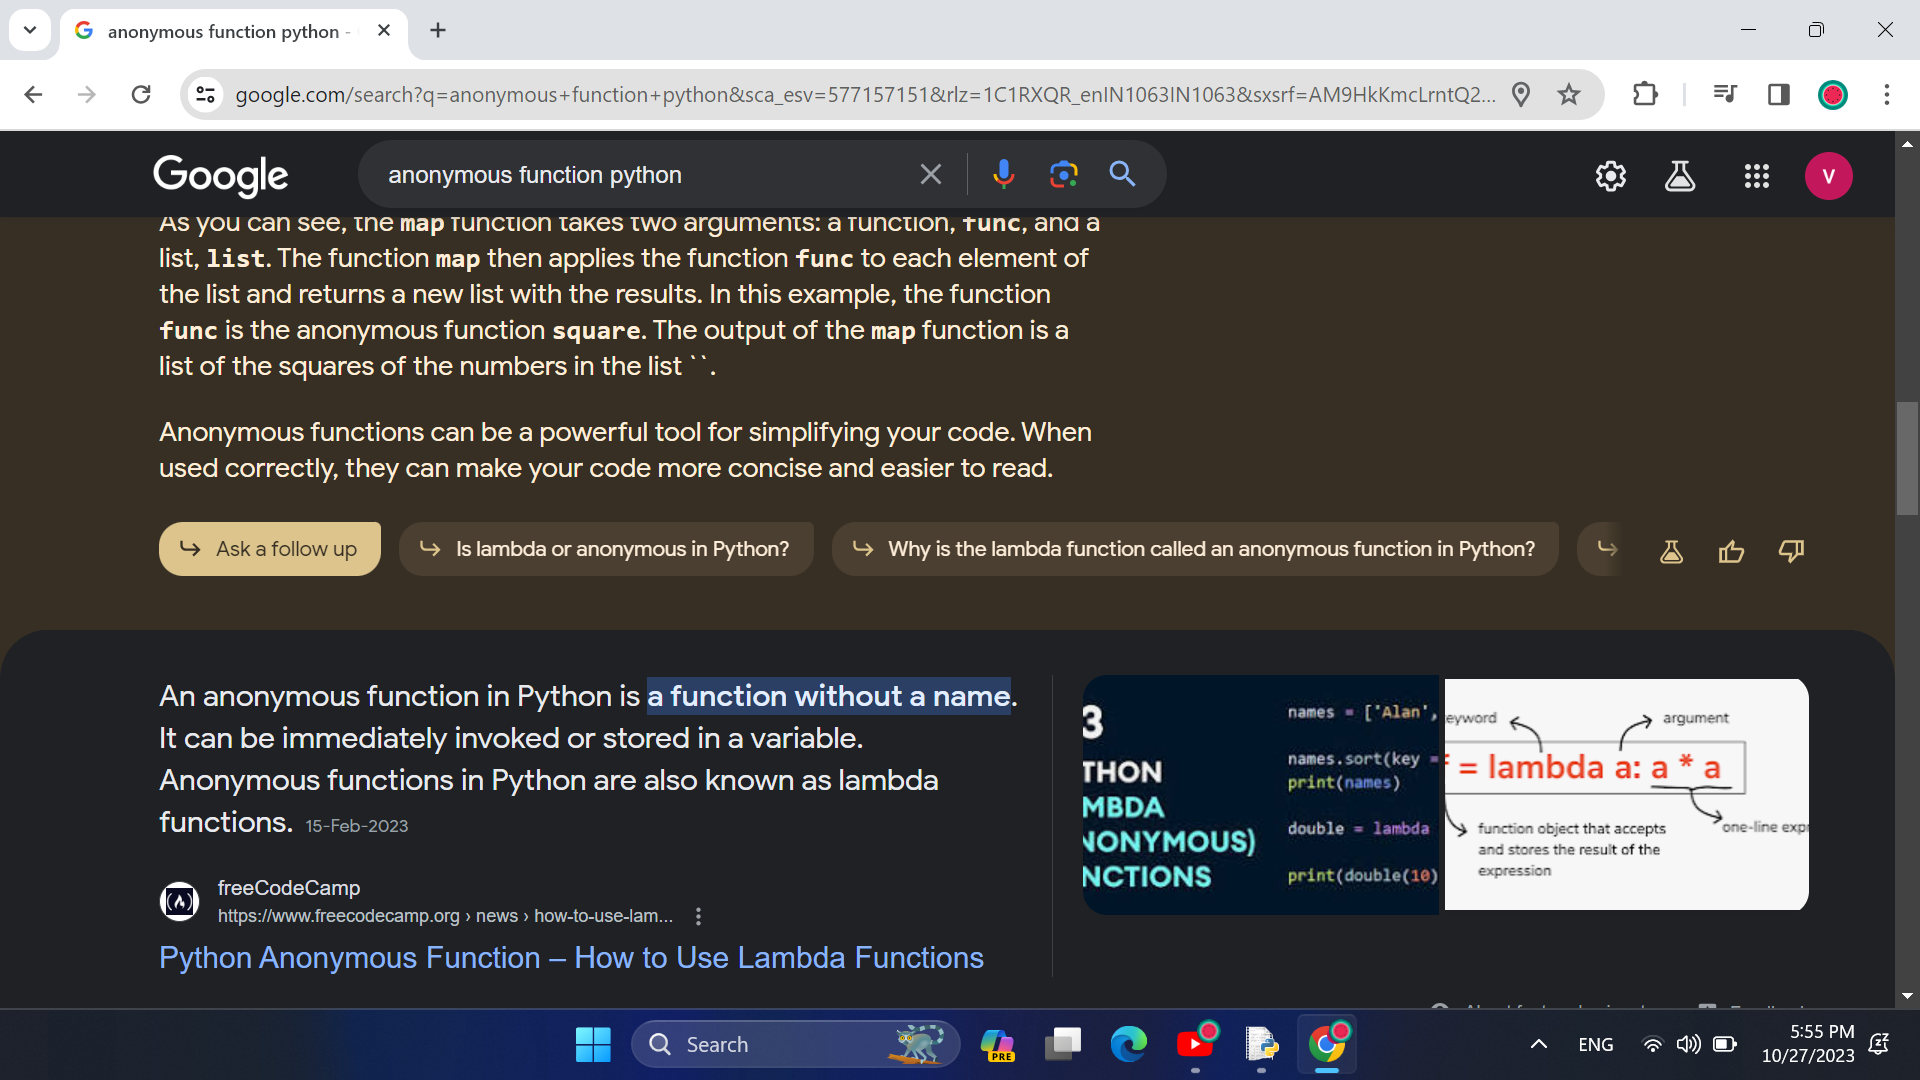 anonymous function python -
google.com/search?q=anonymous+function+python&sca_esv=577157151&rlz=1C1RXQR_enIN1063IN1063&sxsrf=AM9HkKmcLrntQ2...
Google
anonymous function python
V
As you can see, the map function takes two arguments: a function, func, and a
list, list. The function map then applies the function func to each element of
the list and returns a new list with the results. In this example, the function
func is the anonymous function square. The output of the map function is a
list of the squares of the numbers in the list ``.
Anonymous functions can be a powerful tool for simplifying your code. When
used correctly, they can make your code more concise and easier to read.
Ask a follow up
Is lambda or anonymous in Python?
Why is the lambda function called an anonymous function in Python?
An anonymous function in Python is a function without a name.
It can be immediately invoked or stored in a variable.
Anonymous functions in Python are also known as lambda
functions. 15-Feb-2023
freeCodeCamp
https://www.freecodecamp.org › news › how-to-use-lam...
Python Anonymous Function – How to Use Lambda Functions
3
THON
MBDA
NONYMOUS)
NCTIONS
names = ['Alan',
names.sort(key =
print(names)
double = lambda
print(double(10)
eyword
argument
= lambda a: a * a
function object that accepts
and stores the result of the
expression
one-line expr
Search
PRE
ENG
5:55 PM
10/27/2023